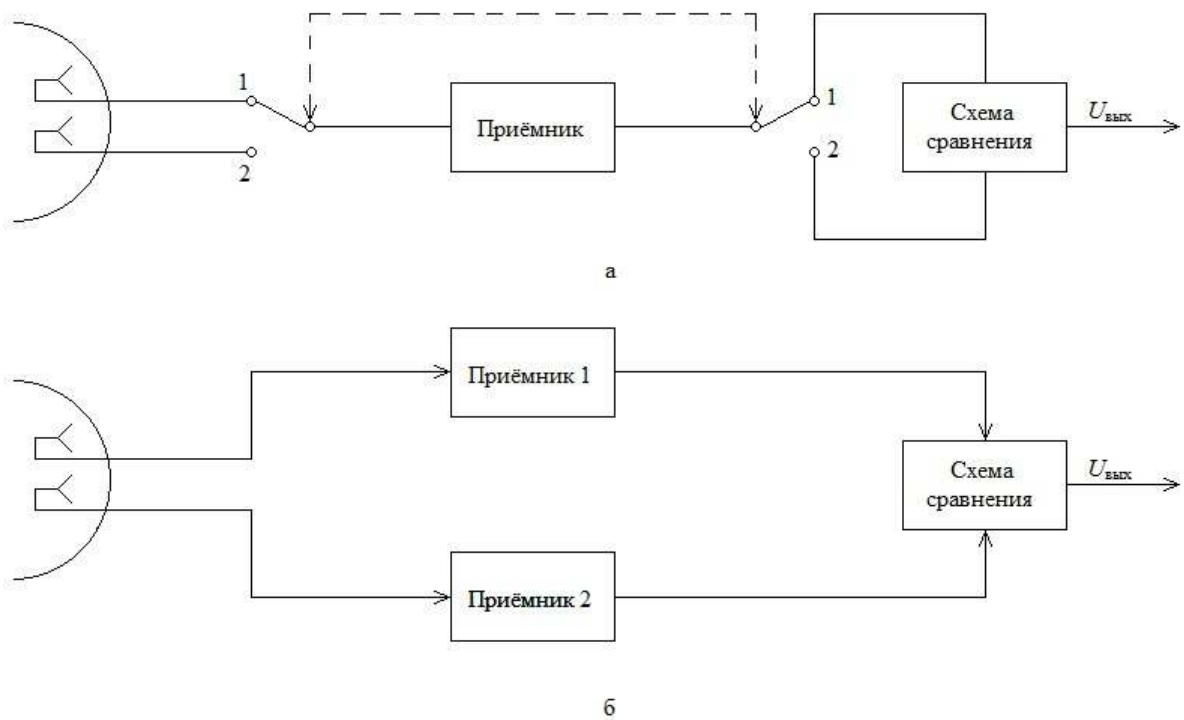 1
2
Приёмник
1
2
Схема
сравнения
Uвых
а
Приёмник 1
Схема
сравнения
Uвых
Приёмник 2
б